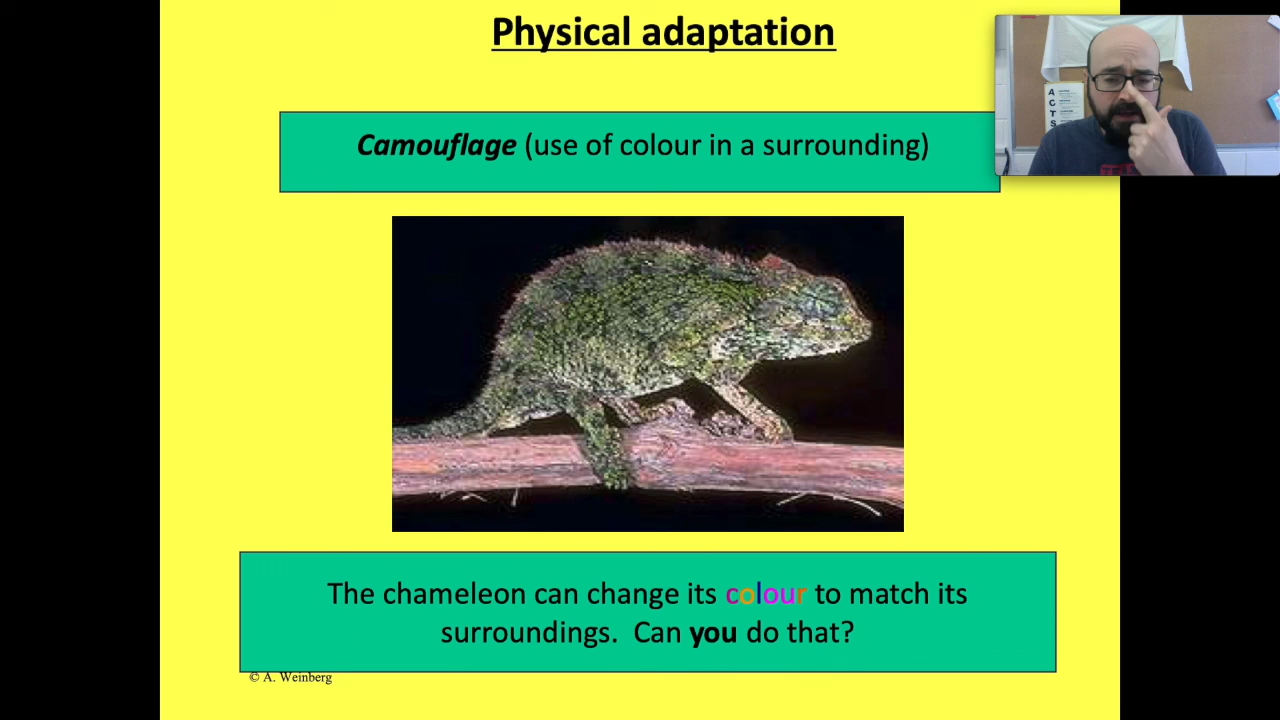 Physical adaptation
Camouflage (use of colour in a surrounding)
A
C
T
S
The chameleon can change its colour to match its
surroundings. Can you do that?
© A. Weinberg